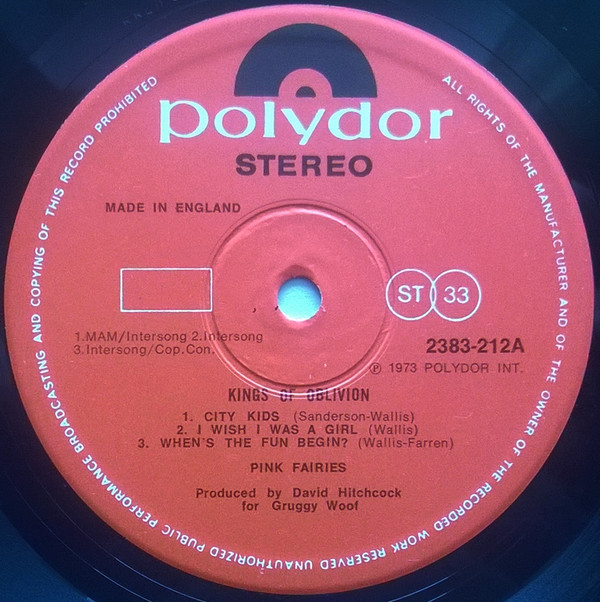 polydor
STEREO
MADE IN ENGLAND
ST 33
1.MAM/Intersong 2.Intersong
3.Intersong/Cop.Con.
2383-212A
℗ 1973 POLYDOR INT.
KINGS OF OBLIVION
1. CITY KIDS (Sanderson-Wallis)
2. I WISH I WAS A GIRL (Wallis)
3. WHEN'S THE FUN BEGIN? (Wallis-Farren)
PINK FAIRIES
Produced by David Hitchcock
for Gruggy Woof
ALL RIGHTS OF THE MANUFACTURER AND OF THE OWNER OF THE RECORDED WORK RESERVED UNAUTHORIZED PUBLIC PERFORMANCE BROADCASTING AND COPYING OF THIS RECORD PROHIBITED